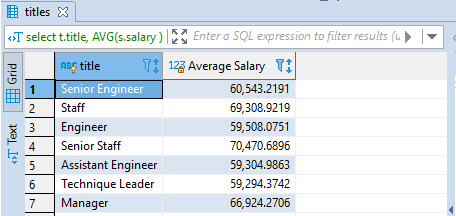 titles
select t.title, AVG(s.salary ) Enter a SQL expression to filter results (u
Grid
Text
title Average Salary
1 Senior Engineer 60,543.2191
2 Staff 69,308.9219
3 Engineer 59,508.0751
4 Senior Staff 70,470.6896
5 Assistant Engineer 59,304.9863
6 Technique Leader 59,294.3742
7 Manager 66,924.2706